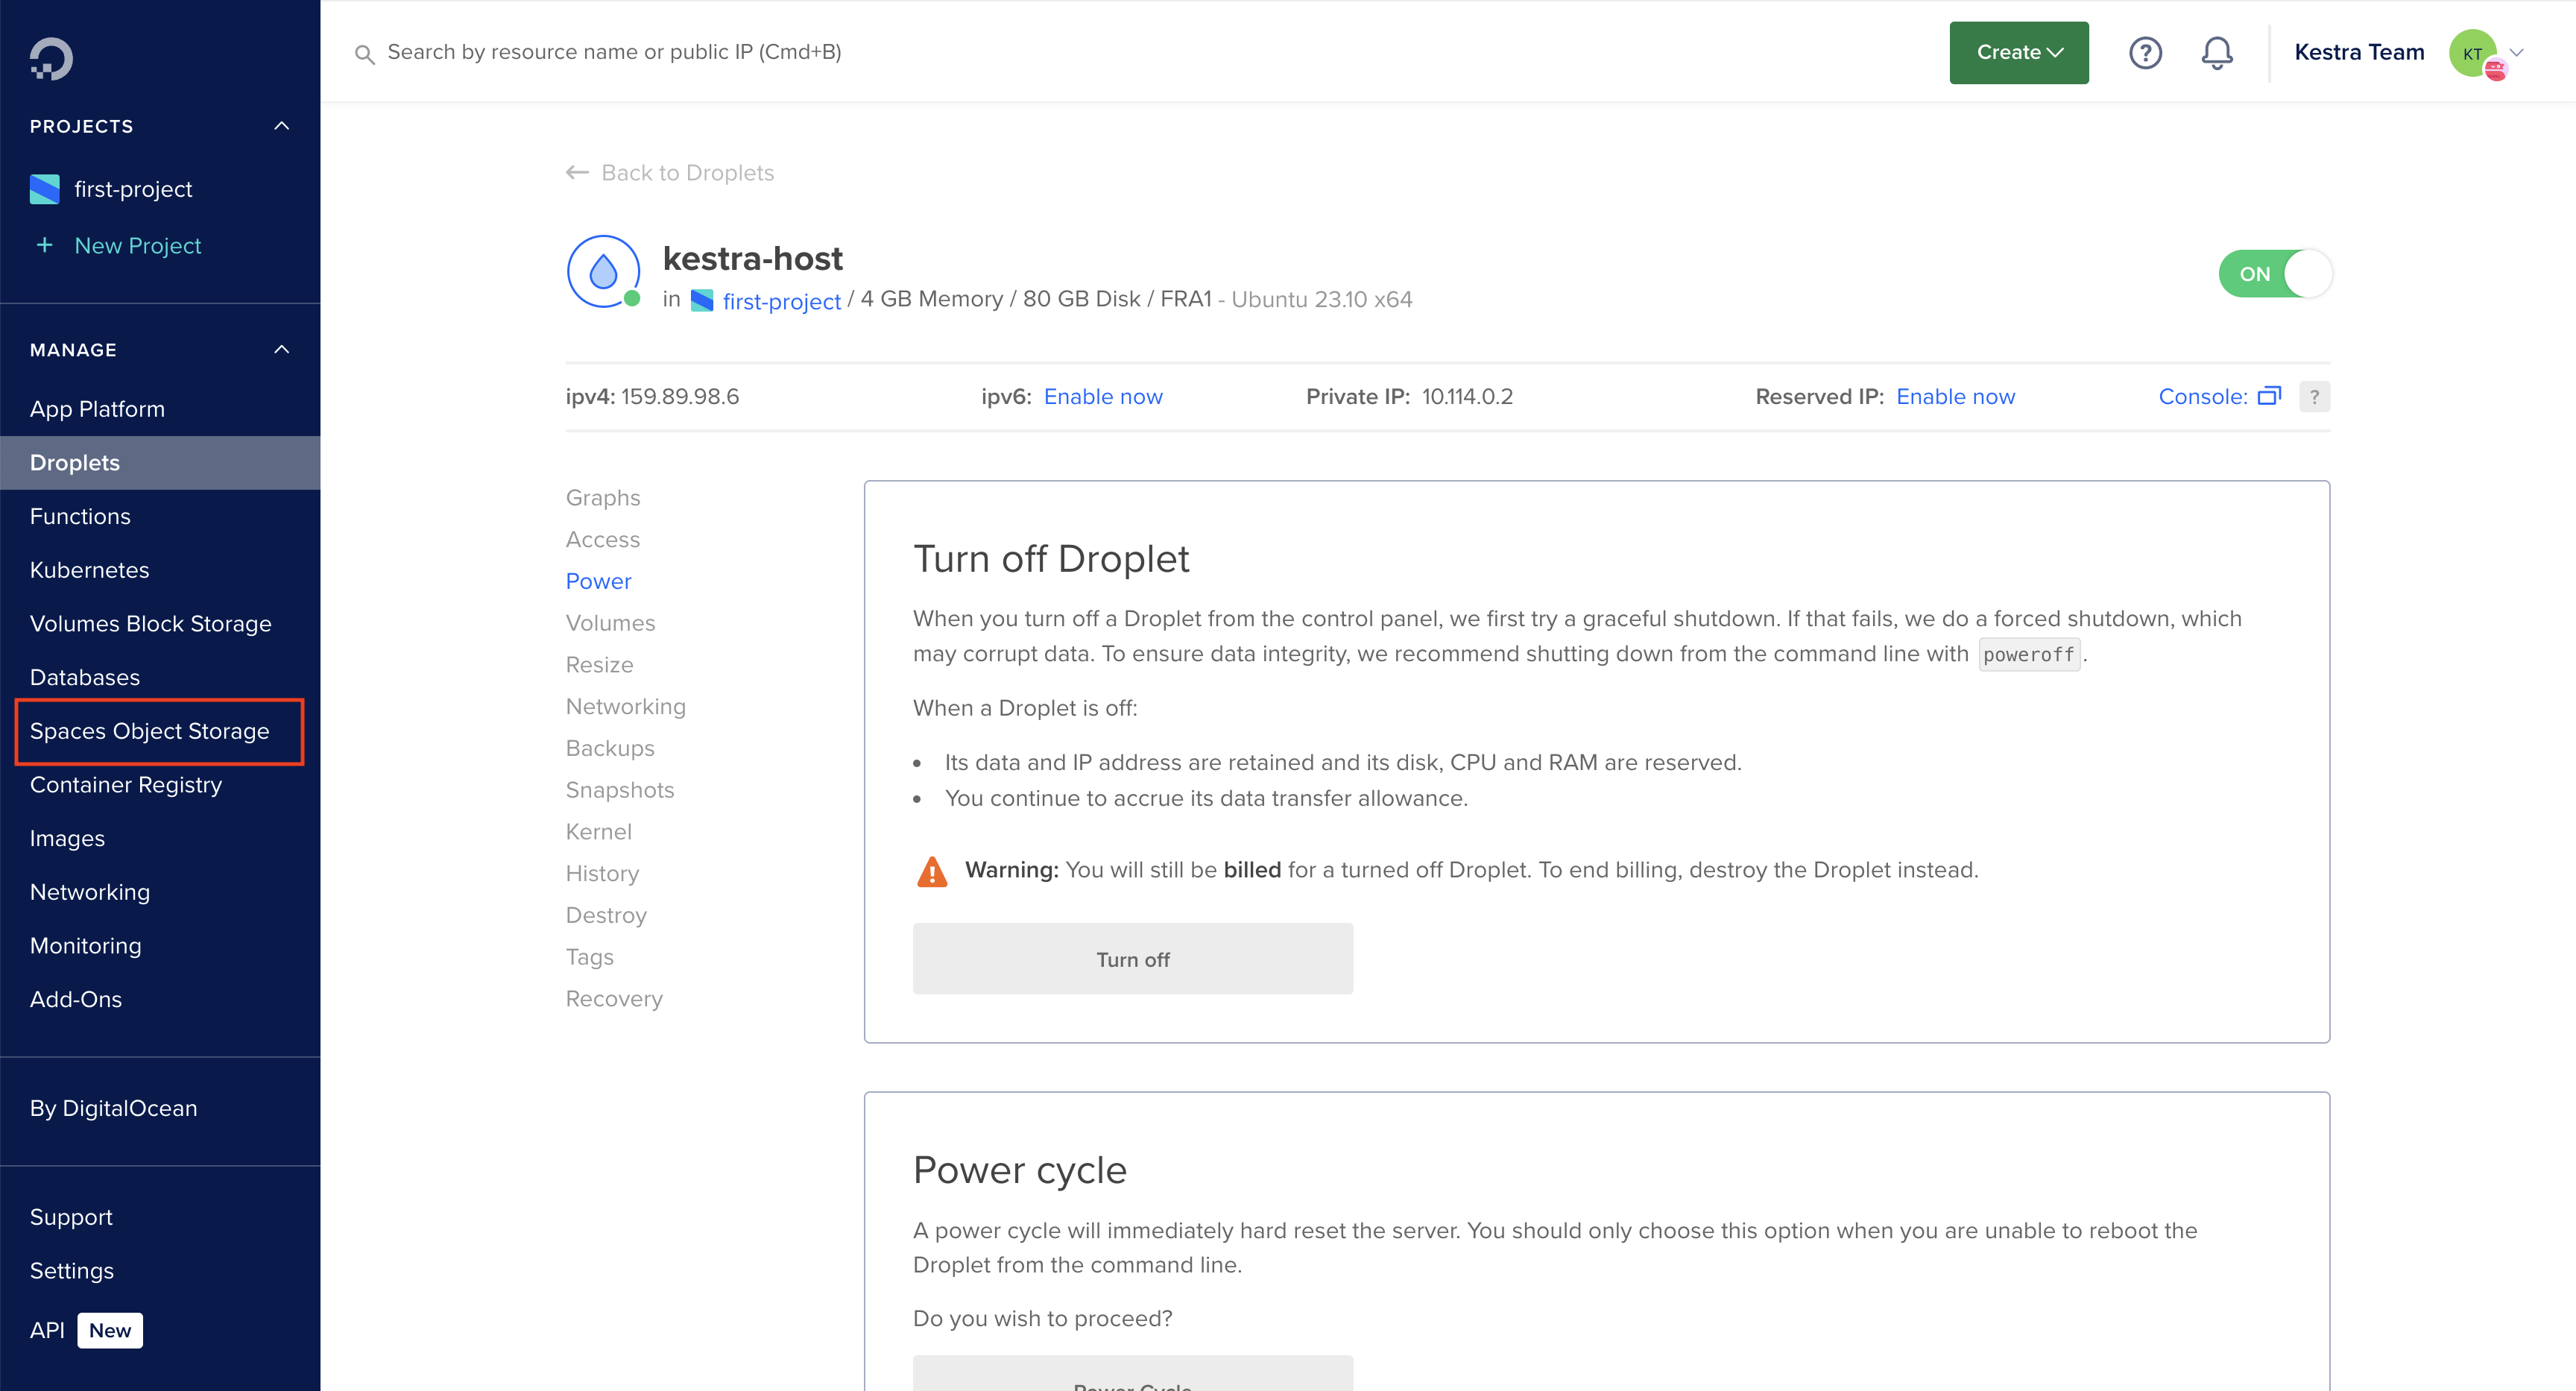 Search by resource name or public IP (Cmd+B)
Create
Kestra Team
KT
PROJECTS
first-project
+ New Project
MANAGE
App Platform
Droplets
Functions
Kubernetes
Volumes Block Storage
Databases
Spaces Object Storage
Container Registry
Images
Networking
Monitoring
Add-Ons
By DigitalOcean
Support
Settings
API New
← Back to Droplets
kestra-host
in first-project / 4 GB Memory / 80 GB Disk / FRA1 - Ubuntu 23.10 x64
ON
ipv4: 159.89.98.6 ipv6: Enable now Private IP: 10.114.0.2 Reserved IP: Enable now Console: ?
Graphs
Access
Power
Volumes
Resize
Networking
Backups
Snapshots
Kernel
History
Destroy
Tags
Recovery
Turn off Droplet
When you turn off a Droplet from the control panel, we first try a graceful shutdown. If that fails, we do a forced shutdown, which
may corrupt data. To ensure data integrity, we recommend shutting down from the command line with poweroff.
When a Droplet is off:
• Its data and IP address are retained and its disk, CPU and RAM are reserved.
• You continue to accrue its data transfer allowance.
Warning: You will still be billed for a turned off Droplet. To end billing, destroy the Droplet instead.
Turn off
Power cycle
A power cycle will immediately hard reset the server. You should only choose this option when you are unable to reboot the
Droplet from the command line.
Do you wish to proceed?
Power Cycle